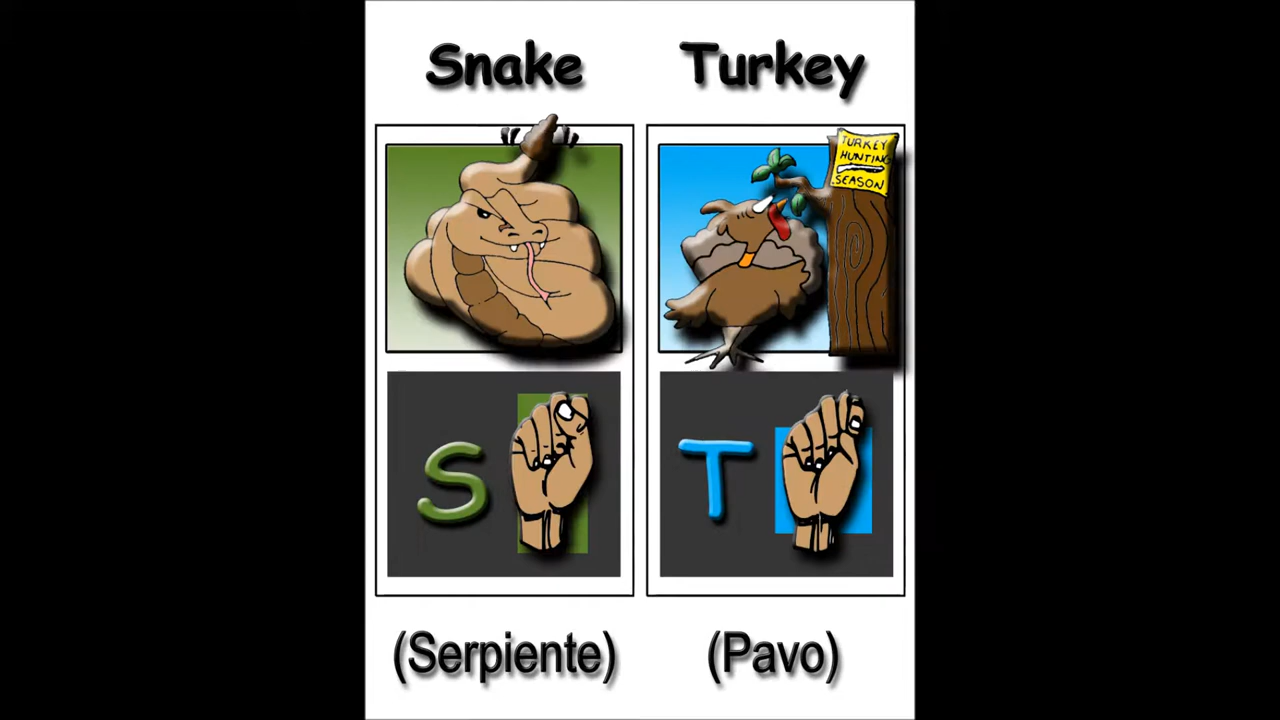 Snake
Turkey
TURKEY
HUNTING
SEASON
S
T
(Serpiente)
(Pavo)